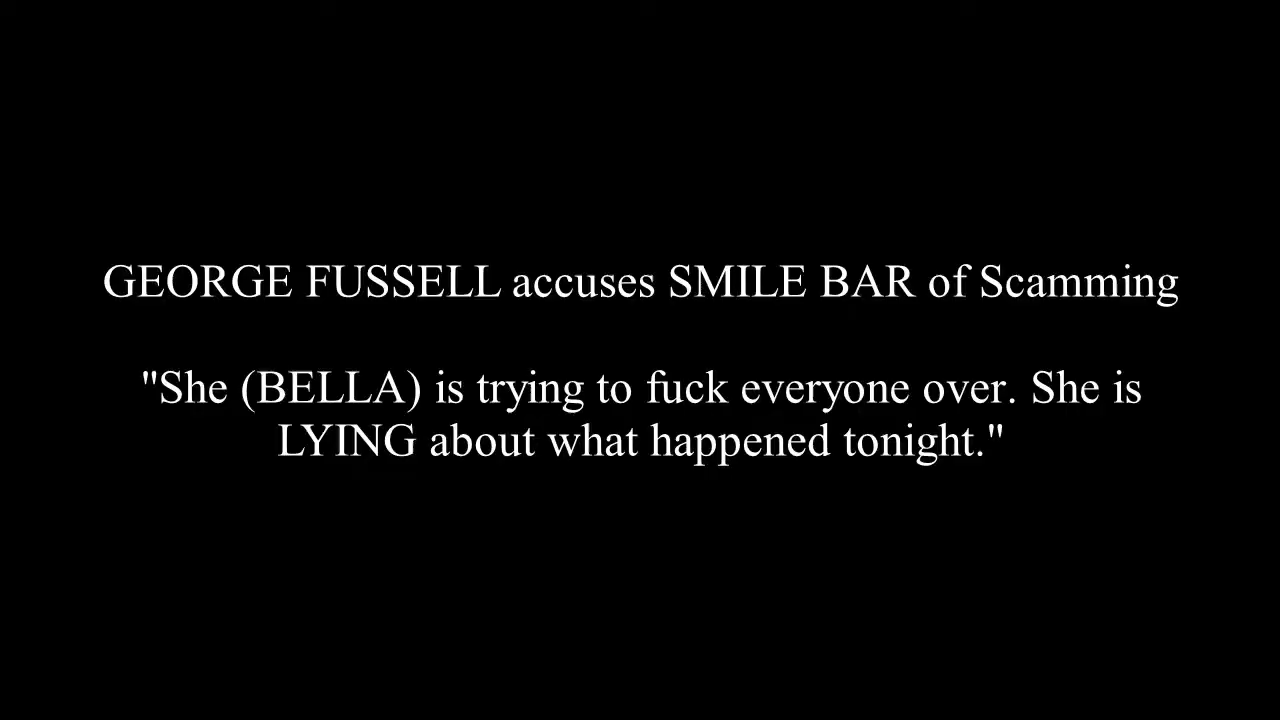 GEORGE FUSSELL accuses SMILE BAR of Scamming
"She (BELLA) is trying to fuck everyone over. She is
LYING about what happened tonight."